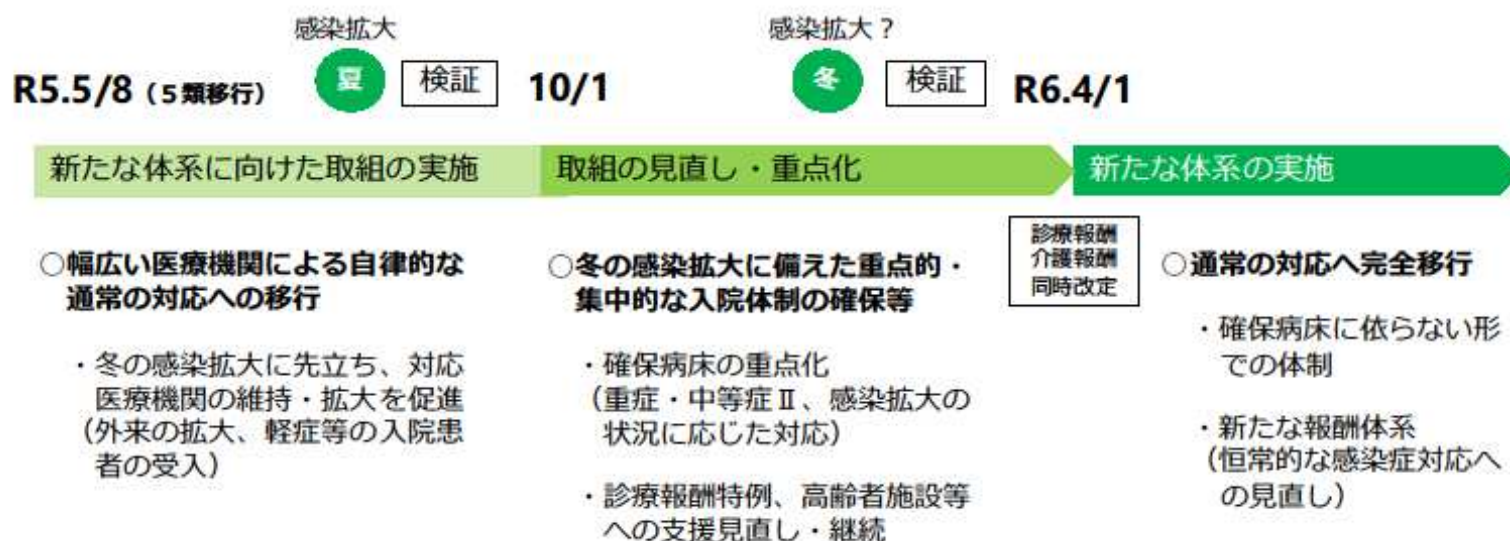 感染拡大
感染拡大？
R5.5/8（５類移行）
夏
検証
10/1
冬
検証
R6.4/1
新たな体系に向けた取組の実施
取組の見直し・重点化
新たな体系の実施
○幅広い医療機関による自律的な
通常の対応への移行
・冬の感染拡大に先立ち、対応
医療機関の維持・拡大を促進
（外来の拡大、軽症等の入院患
者の受入）
○冬の感染拡大に備えた重点的・
集中的な入院体制の確保等
・確保病床の重点化
（重症・中等症Ⅱ、感染拡大の
状況に応じた対応）
・診療報酬特例、高齢者施設等
への支援見直し・継続
診療報酬
介護報酬
同時改定
○通常の対応へ完全移行
・確保病床に依らない形
での体制
・新たな報酬体系
（恒常的な感染症対応へ
の見直し）